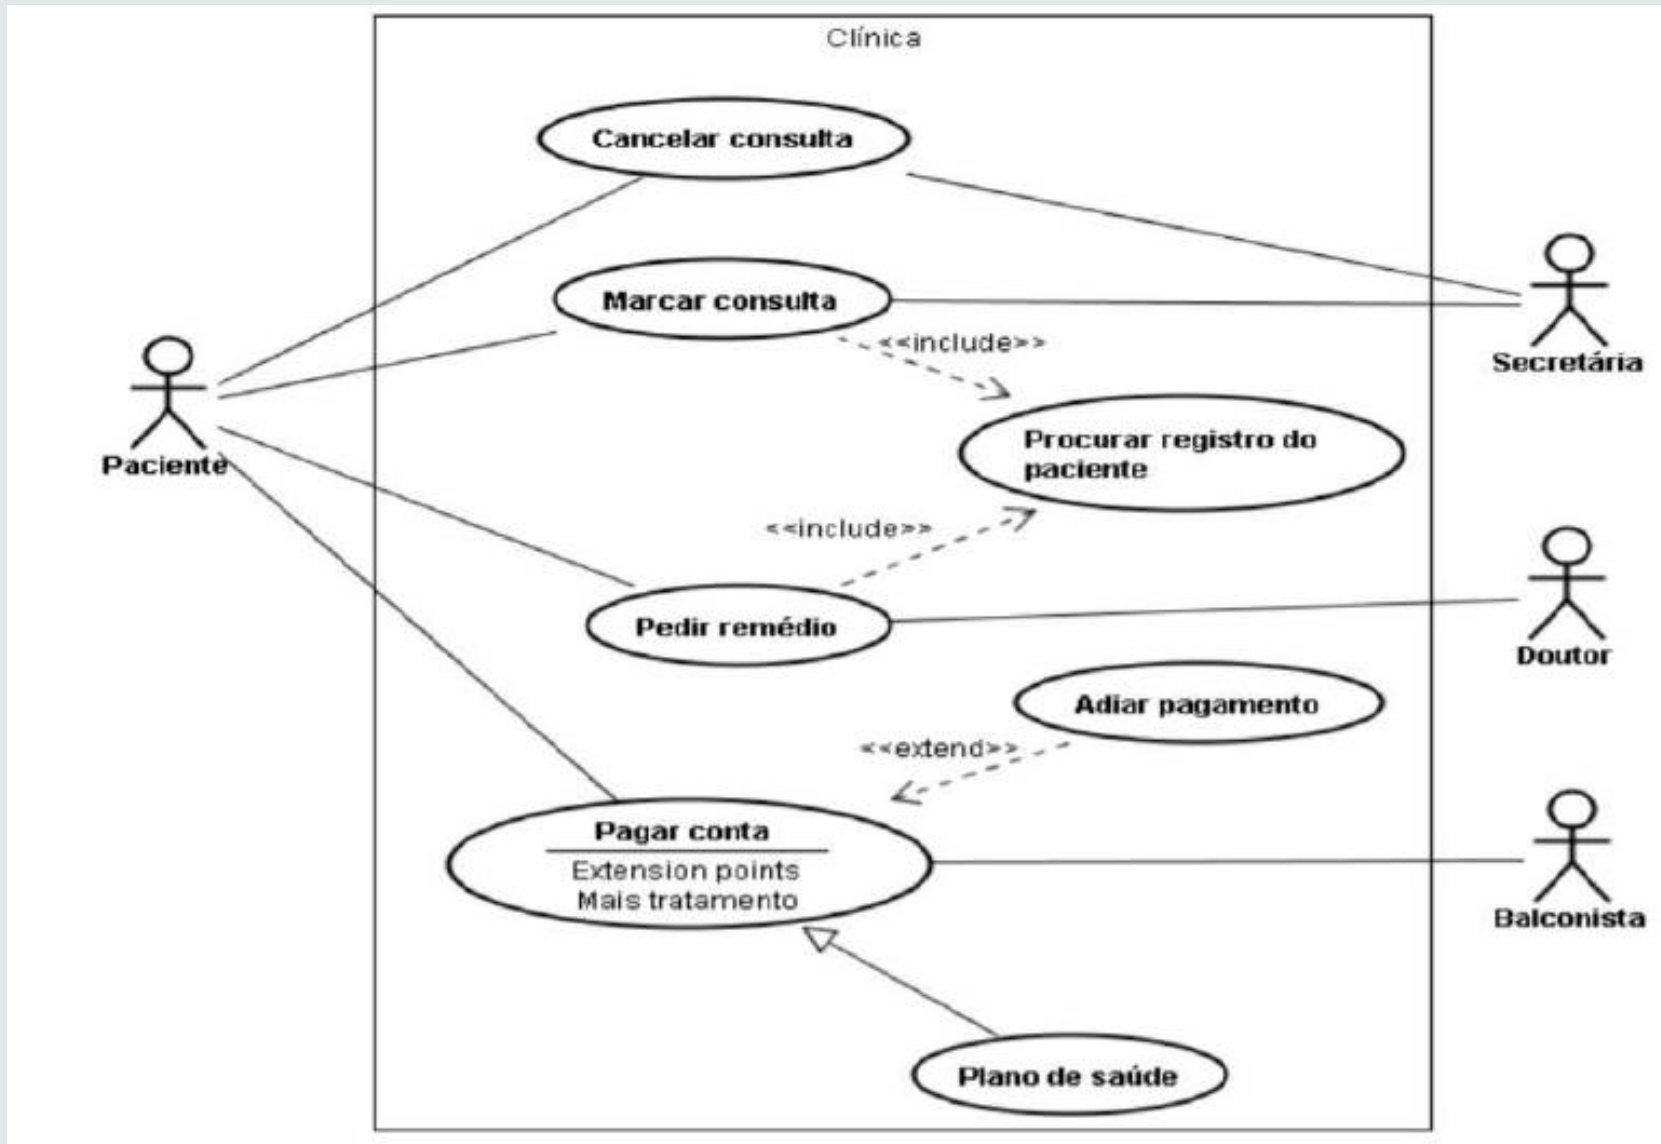 Clínica
Cancelar consulta
Marcar consulta
<<include>>
Secretária
Procurar registro do
paciente
Paciente
<<include>>
Pedir remédio
Doutor
Adiar pagamento
<<extend>>
Pagar conta
Extension points
Mais tratamento
Balconista
Plano de saúde